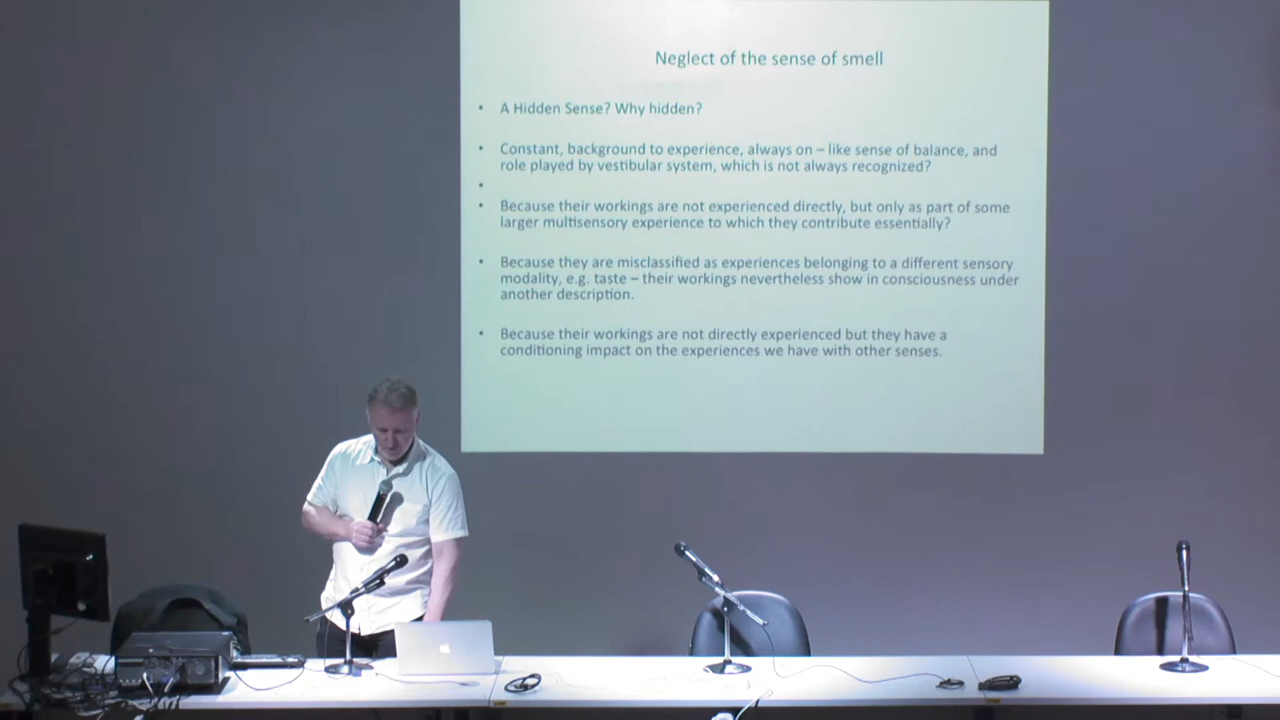 Neglect of the sense of smell
• A Hidden Sense? Why hidden?
• Constant, background to experience, always on – like sense of balance, and
role played by vestibular system, which is not always recognized?
•
• Because their workings are not experienced directly, but only as part of some
larger multisensory experience to which they contribute essentially?
• Because they are misclassified as experiences belonging to a different sensory
modality, e.g. taste – their workings nevertheless show in consciousness under
another description.
• Because their workings are not directly experienced but they have a
conditioning impact on the experiences we have with other senses.